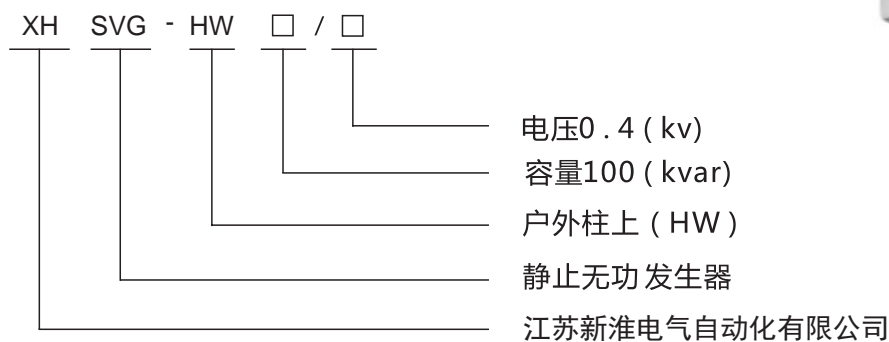 XH SVG - HW □ / □
电压0.4(kv)
容量100(kvar)
户外柱上(HW)
静止无功发生器
江苏新淮电气自动化有限公司